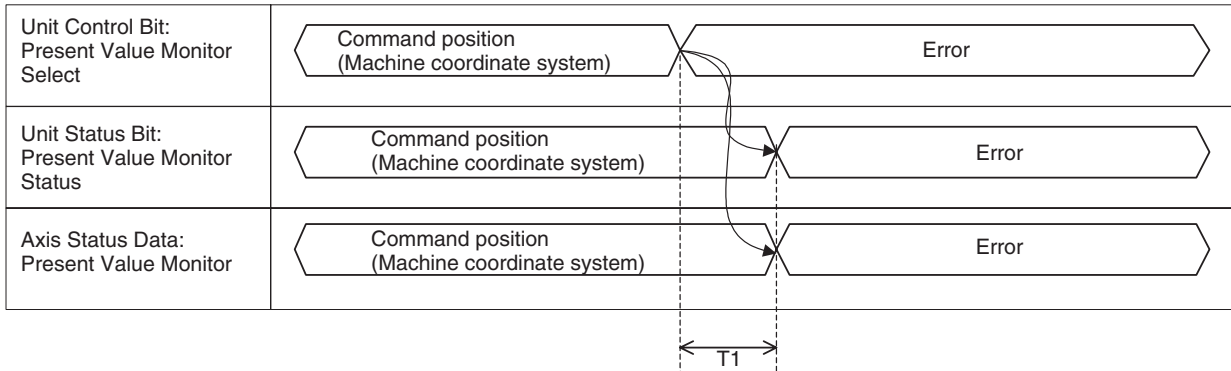 Unit Control Bit:
Present Value Monitor
Select
Command position
(Machine coordinate system)
Error
Unit Status Bit:
Present Value Monitor
Status
Command position
(Machine coordinate system)
Error
Axis Status Data:
Present Value Monitor
Command position
(Machine coordinate system)
Error
T1